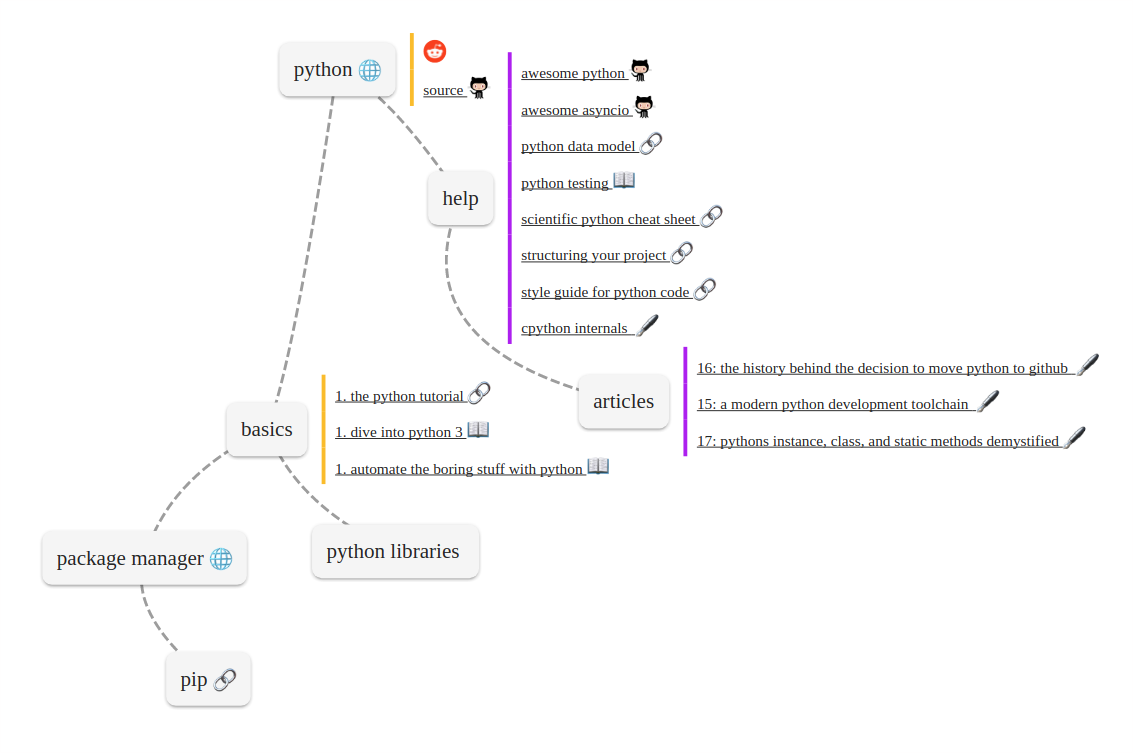 python
source
awesome python
awesome asyncio
python data model
python testing
help
scientific python cheat sheet
structuring your project
style guide for python code
cpython internals
16: the history behind the decision to move python to github
articles
15: a modern python development toolchain
17: pythons instance, class, and static methods demystified
1. the python tutorial
basics
1. dive into python 3
1. automate the boring stuff with python
package manager
python libraries
pip